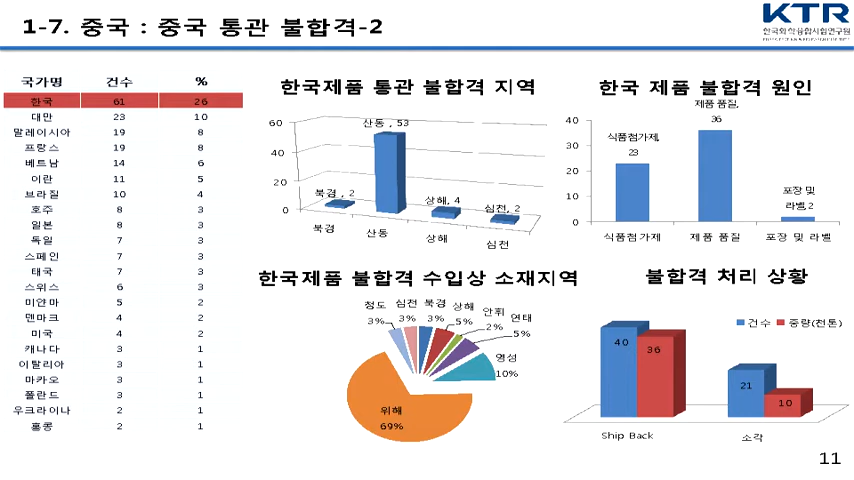 1-7. 중국 : 중국 통관 불합격-2
KTR
한국화학융합시험연구원
국가명 건수 %
한국 61 26
대만 23 10
말레이시아 19 8
프랑스 19 8
베트남 14 6
이란 11 5
브라질 10 4
호주 8 3
일본 8 3
독일 7 3
스페인 7 3
태국 7 3
스위스 6 3
미얀마 5 2
덴마크 4 2
미국 4 2
캐나다 3 1
이탈리아 3 1
마카오 3 1
폴란드 3 1
우크라이나 2 1
홍콩 2 1
한국제품 통관 불합격 지역
60
40
20
0
북경, 2
산동, 53
상해, 4
심천, 2
북경
산동
상해
심천
한국 제품 불합격 원인
40
30
20
10
0
식품첨가제,
23
제품 품질,
36
포장 및
라벨, 2
식품첨가제 제품 품질 포장 및 라벨
한국제품 불합격 수입상 소재지역
청도
3%
심천
3%
북경
3%
상해
5%
안휘
2%
연태
5%
영성
10%
위해
69%
불합격 처리 상황
건수 중량(천톤)
40
36
21
10
Ship Back 소각
11